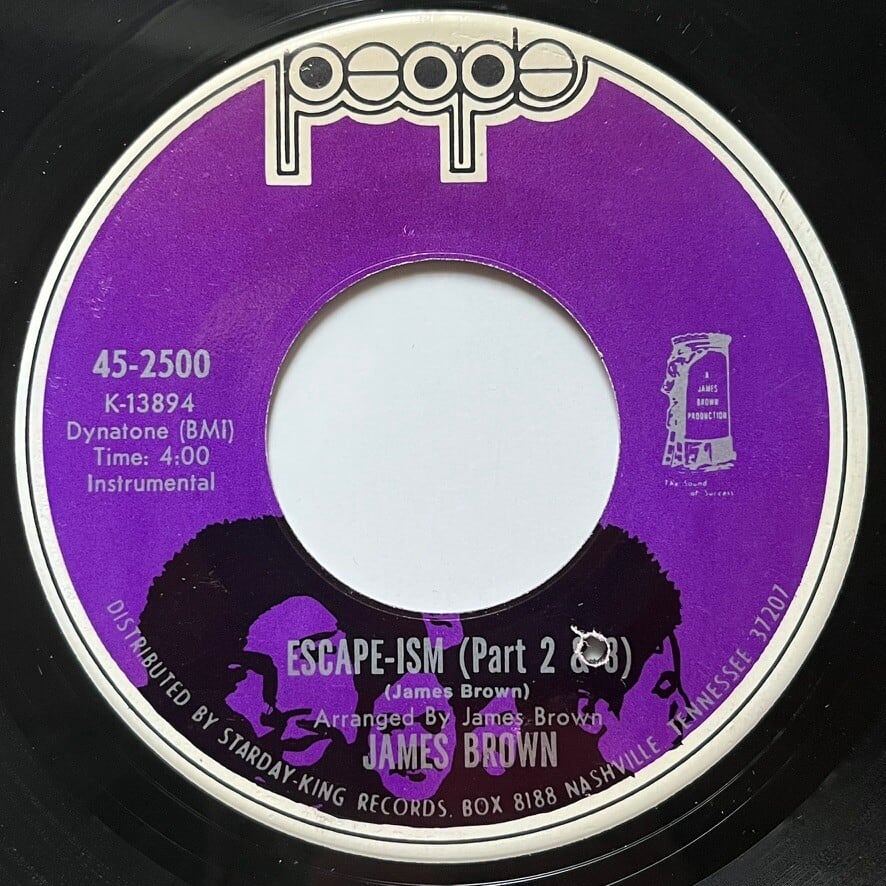 people
45-2500
K-13894
Dynatone (BMI)
Time: 4:00
Instrumental
A
JAMES
BROWN
PRODUCTION
The Sound
of Success
ESCAPE-ISM (Part 2 & 3)
(James Brown)
Arranged By James Brown
JAMES BROWN
DISTRIBUTED BY STARDAY-KING RECORDS. BOX 8188 NASHVILLE, TENNESSEE 37207